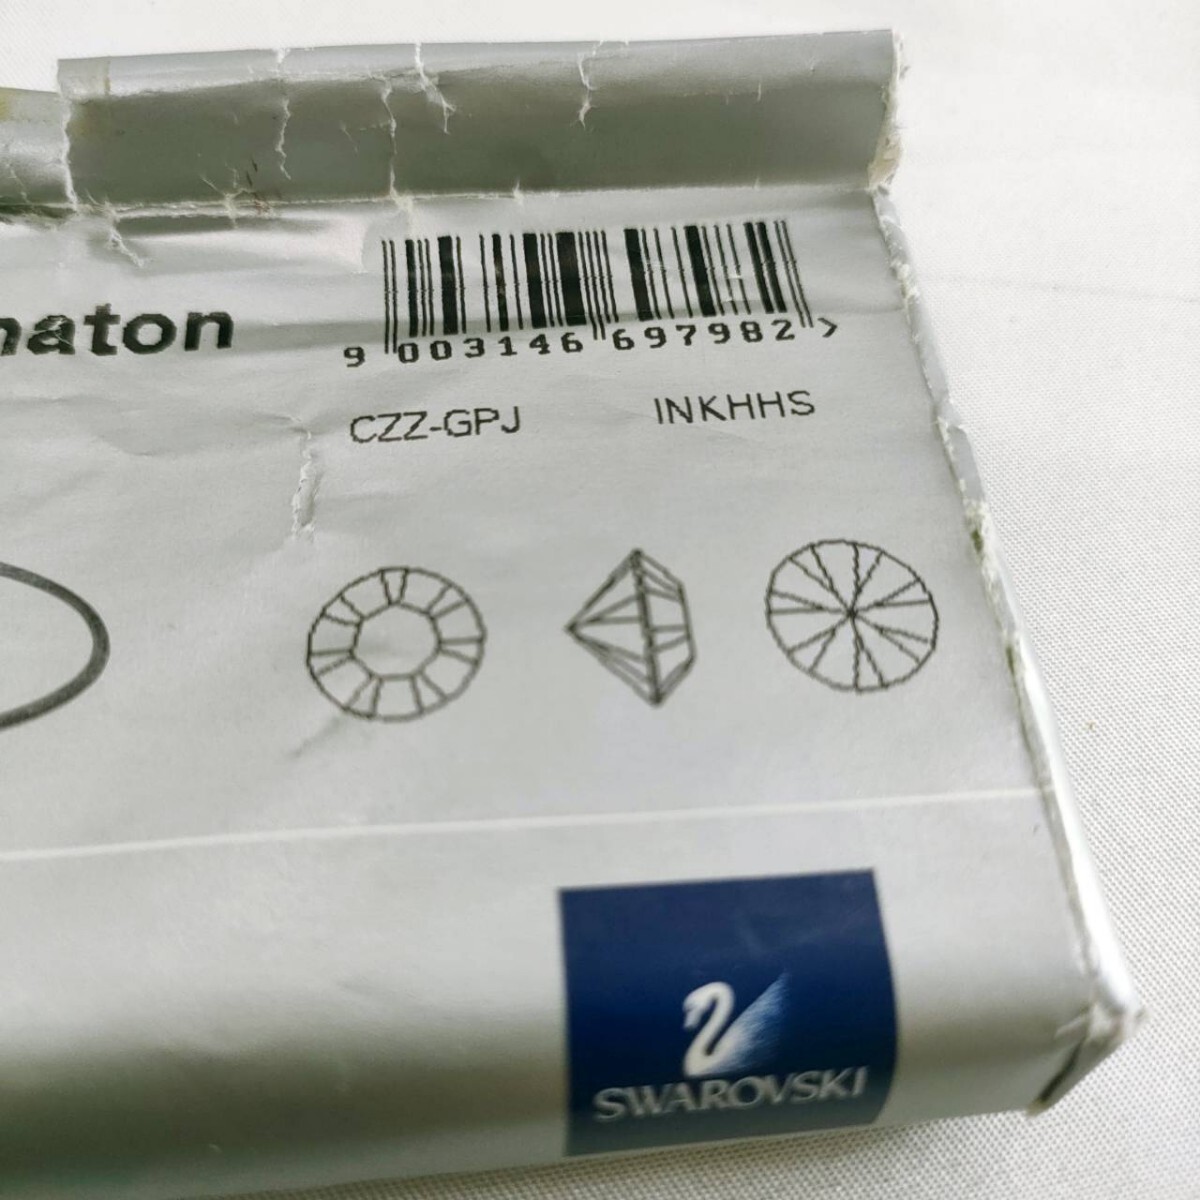 9 003146 697982 >
naton
CZZ-GPJ INKHHS
SWAROVSKI